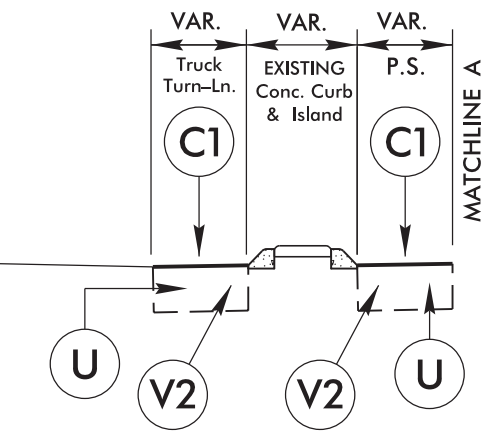 VAR. VAR. VAR.
Truck Turn–Ln.
EXISTING Conc. Curb & Island
P.S.
MATCHLINE A
C1 C1
U V2 V2 U